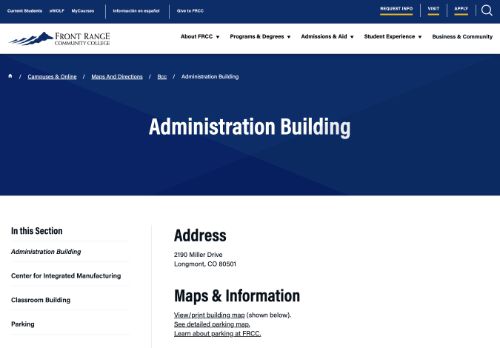 Current Students eWOLF MyCourses Información en español Give to FRCC REQUEST INFO VISIT APPLY
FRONT RANGE
COMMUNITY COLLEGE
About FRCC Programs & Degrees Admissions & Aid Student Experience Business & Community
/ Campuses & Online / Maps And Directions / Bcc / Administration Building
Administration Building
In this Section
Administration Building
Center for Integrated Manufacturing
Classroom Building
Parking
Address
2190 Miller Drive
Longmont, CO 80501
Maps & Information
View/print building map (shown below).
See detailed parking map.
Learn about parking at FRCC.